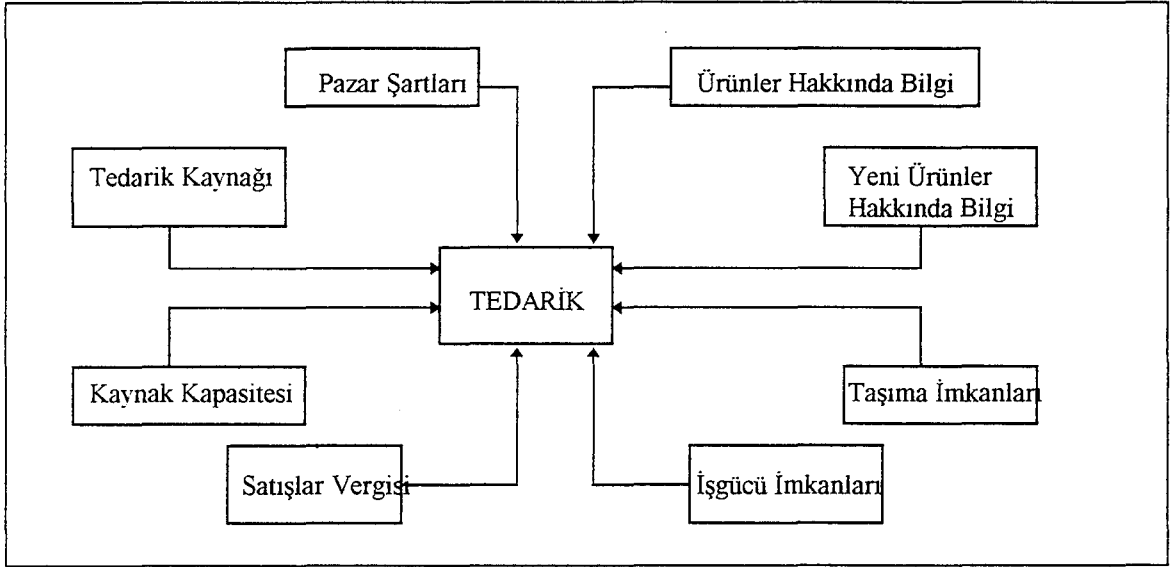 Pazar Şartları
Ürünler Hakkında Bilgi
Tedarik Kaynağı
Yeni Ürünler
Hakkında Bilgi
TEDARİK
Kaynak Kapasitesi
Taşıma İmkanları
Satışlar Vergisi
İşgücü İmkanları